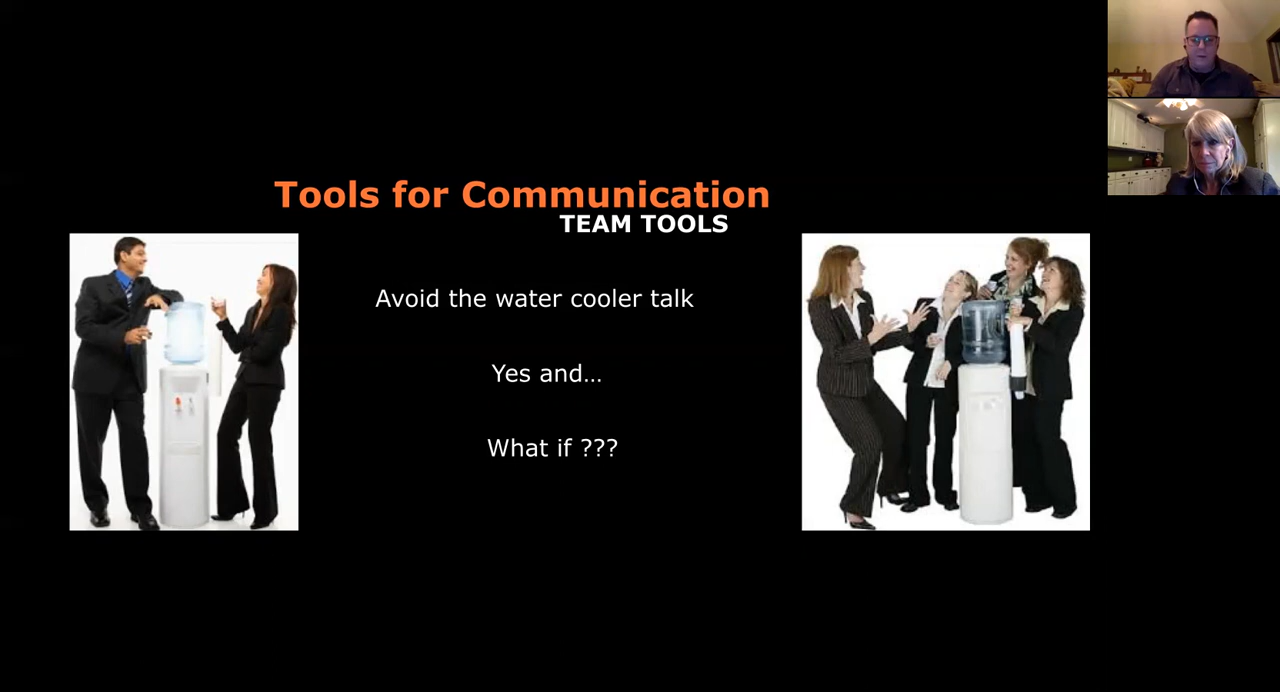 Tools for Communication
TEAM TOOLS
Avoid the water cooler talk
Yes and…
What if ???